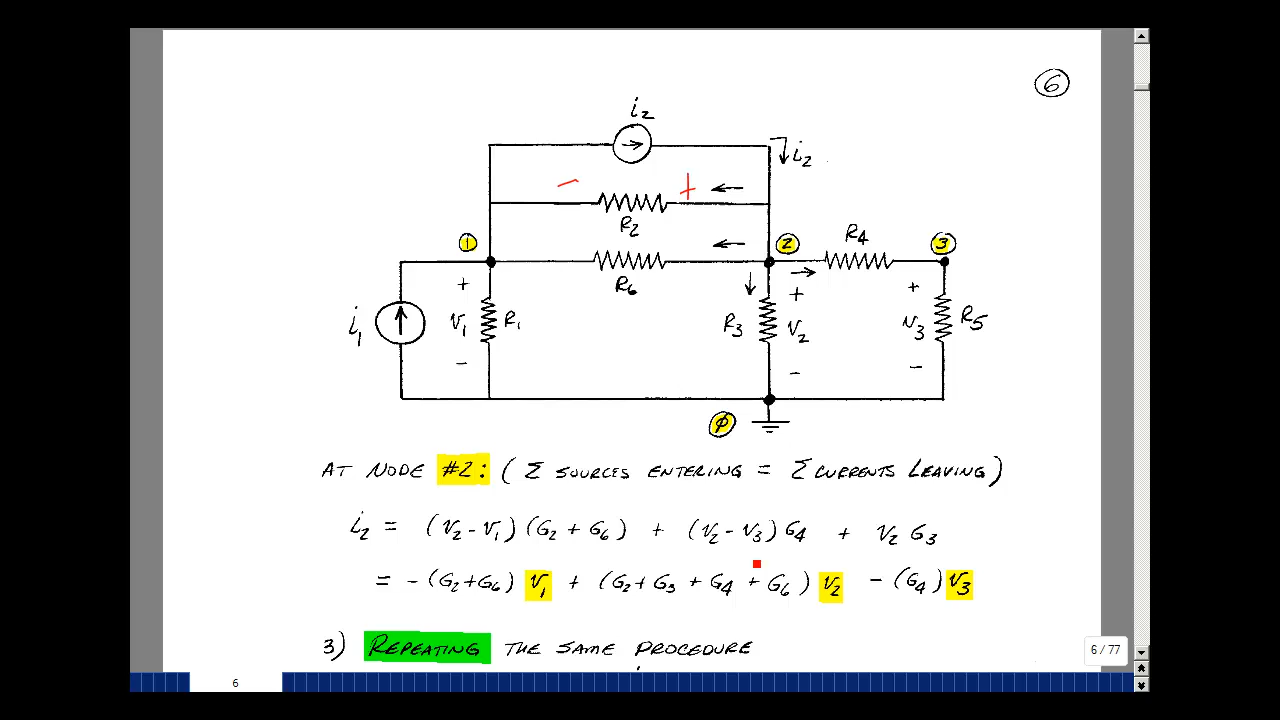 6
i2
i2
− +
R2
1
2
R4
3
R6
+
+
+
i1
V1
R1
R3
V2
V3
R5
−
−
−
φ
AT NODE #2: (Σ SOURCES ENTERING = Σ CURRENTS LEAVING)
i2 = (V2 - V1)(G2 + G6) + (V2 - V3) G4 + V2 G3
= -(G2+G6) V1 + (G2+G3 + G4 + G6) V2 - (G4) V3
3) REPEATING THE SAME PROCEDURE
6 / 77
6